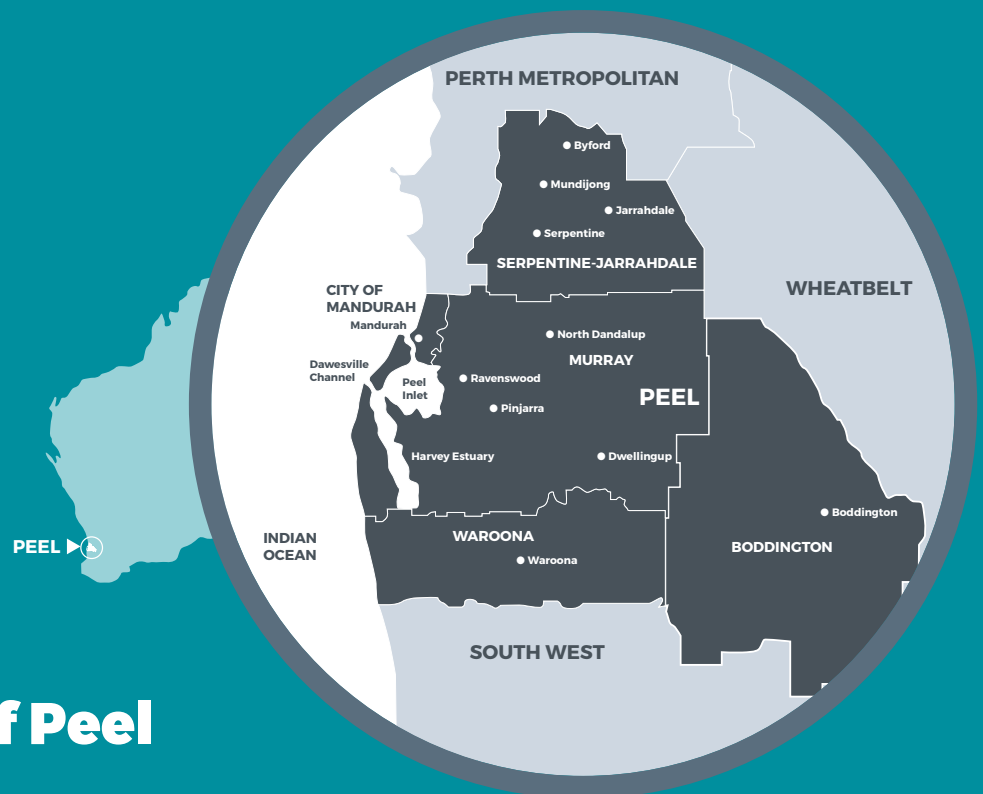 PERTH METROPOLITAN
Byford
Mundijong
Jarrahdale
Serpentine
SERPENTINE-JARRAHDALE
CITY OF
MANDURAH
Mandurah
WHEATBELT
North Dandalup
MURRAY
Dawesville
Channel
Peel
Inlet
Ravenswood
PEEL
Pinjarra
Harvey Estuary
Dwellingup
Boddington
INDIAN
OCEAN
WAROONA
BODDINGTON
PEEL
Waroona
SOUTH WEST
f Peel